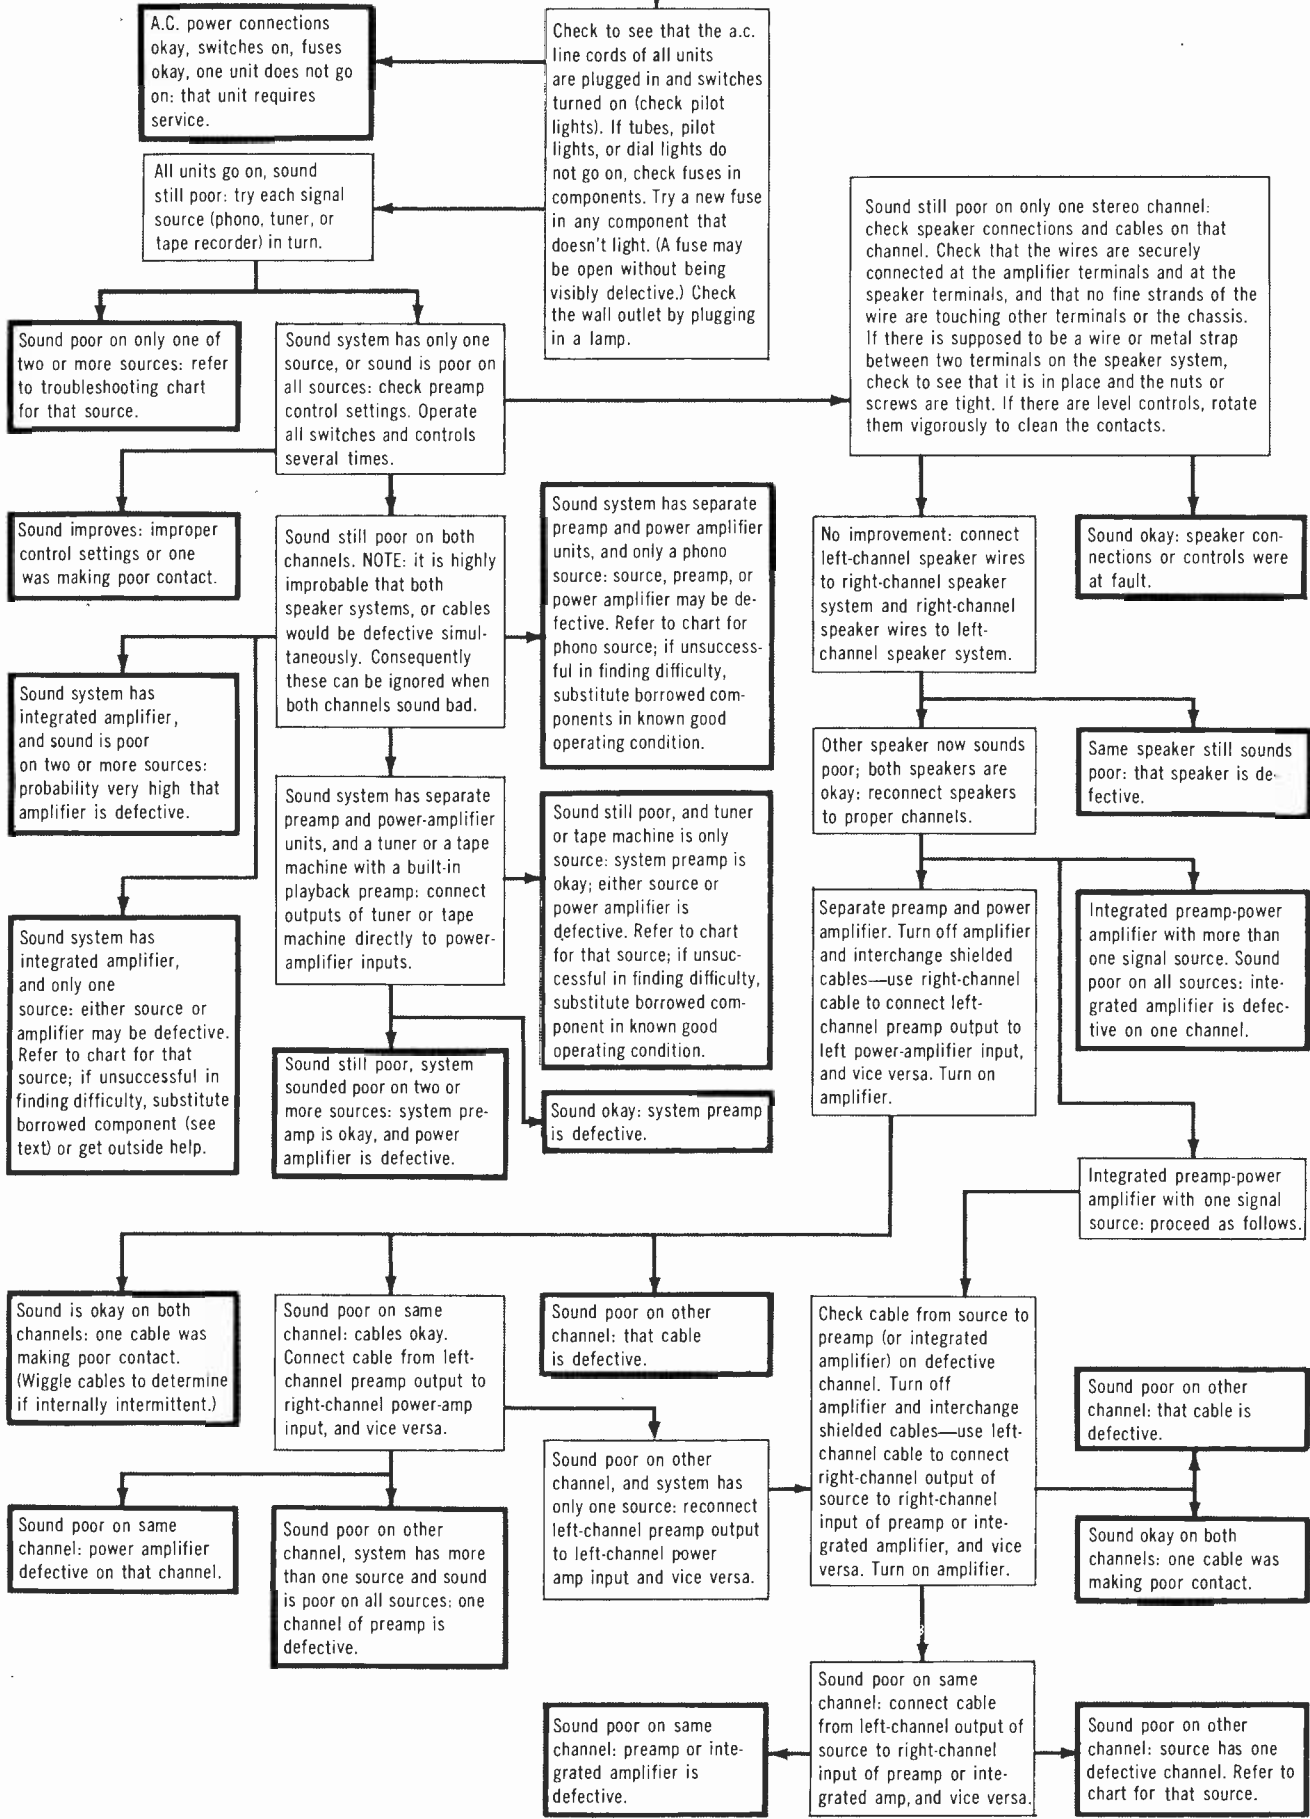 A.C. power connections
okay, switches on, fuses
okay, one unit does not go
on: that unit requires
service.
Check to see that the a.c.
line cords of all units
are plugged in and switches
turned on (check pilot
lights). If tubes, pilot
lights, or dial lights do
not go on, check fuses in
components. Try a new fuse
in any component that
doesn't light. (A fuse may
be open without being
visibly defective.) Check
the wall outlet by plugging
in a lamp.
All units go on, sound
still poor: try each signal
source (phono, tuner, or
tape recorder) in turn.
Sound still poor on only one stereo channel:
check speaker connections and cables on that
channel. Check that the wires are securely
connected at the amplifier terminals and at the
speaker terminals, and that no fine strands of the
wire are touching other terminals or the chassis.
If there is supposed to be a wire or metal strap
between two terminals on the speaker system,
check to see that it is in place and the nuts or
screws are tight. If there are level controls, rotate
them vigorously to clean the contacts.
Sound poor on only one of
two or more sources: refer
to troubleshooting chart
for that source.
Sound system has only one
source, or sound is poor on
all sources: check preamp
control settings. Operate
all switches and controls
several times.
Sound improves: improper
control settings or one
was making poor contact.
Sound still poor on both
channels. NOTE: it is highly
improbable that both
speaker systems, or cables
would be defective simul-
taneously. Consequently
these can be ignored when
both channels sound bad.
Sound system has separate
preamp and power amplifier
units, and only a phono
source: source, preamp, or
power amplifier may be de-
fective. Refer to chart for
phono source; if unsuccess-
ful in finding difficulty,
substitute borrowed com-
ponents in known good
operating condition.
No improvement: connect
left-channel speaker wires
to right-channel speaker
system and right-channel
speaker wires to left-
channel speaker system.
Sound okay: speaker con-
nections or controls were
at fault.
Sound system has
integrated amplifier,
and sound is poor
on two or more sources:
probability very high that
amplifier is defective.
Other speaker now sounds
poor; both speakers are
okay: reconnect speakers
to proper channels.
Same speaker still sounds
poor: that speaker is de-
fective.
Sound system has separate
preamp and power-amplifier
units, and a tuner or a tape
machine with a built-in
playback preamp: connect
outputs of tuner or tape
machine directly to power-
amplifier inputs.
Sound still poor, and tuner
or tape machine is only
source: system preamp is
okay; either source or
power amplifier is
defective. Refer to chart
for that source; if unsuc-
cessful in finding difficulty,
substitute borrowed com-
ponent in known good
operating condition.
Sound system has
integrated amplifier,
and only one
source: either source or
amplifier may be defective.
Refer to chart for that
source; if unsuccessful in
finding difficulty, substitute
borrowed component (see
text) or get outside help.
Separate preamp and power
amplifier. Turn off amplifier
and interchange shielded
cables—use right-channel
cable to connect left-
channel preamp output to
left power-amplifier input,
and vice versa. Turn on
amplifier.
Integrated preamp-power
amplifier with more than
one signal source. Sound
poor on all sources: inte-
grated amplifier is defec-
tive on one channel.
Sound still poor, system
sounded poor on two or
more sources: system pre-
amp is okay, and power
amplifier is defective.
Sound okay: system preamp
is defective.
Integrated preamp-power
amplifier with one signal
source: proceed as follows.
Sound is okay on both
channels: one cable was
making poor contact.
(Wiggle cables to determine
if internally intermittent.)
Sound poor on same
channel: cables okay.
Connect cable from left-
channel preamp output to
right-channel power-amp
input, and vice versa.
Sound poor on other
channel: that cable
is defective.
Check cable from source to
preamp (or integrated
amplifier) on defective
channel. Turn off
amplifier and interchange
shielded cables—use left-
channel cable to connect
right-channel output of
source to right-channel
input of preamp or inte-
grated amplifier, and vice
versa. Turn on amplifier.
Sound poor on other
channel: that cable is
defective.
Sound poor on other
channel, and system has
only one source: reconnect
left-channel preamp output
to left-channel power
amp input and vice versa.
Sound poor on same
channel: power amplifier
defective on that channel.
Sound poor on other
channel, system has more
than one source and sound
is poor on all sources: one
channel of preamp is
defective.
Sound okay on both
channels: one cable was
making poor contact.
Sound poor on same
channel: connect cable
from left-channel output of
source to right-channel
input of preamp or inte-
grated amp, and vice versa.
Sound poor on same
channel: preamp or inte-
grated amplifier is
defective.
Sound poor on other
channel: source has one
defective channel. Refer to
chart for that source.